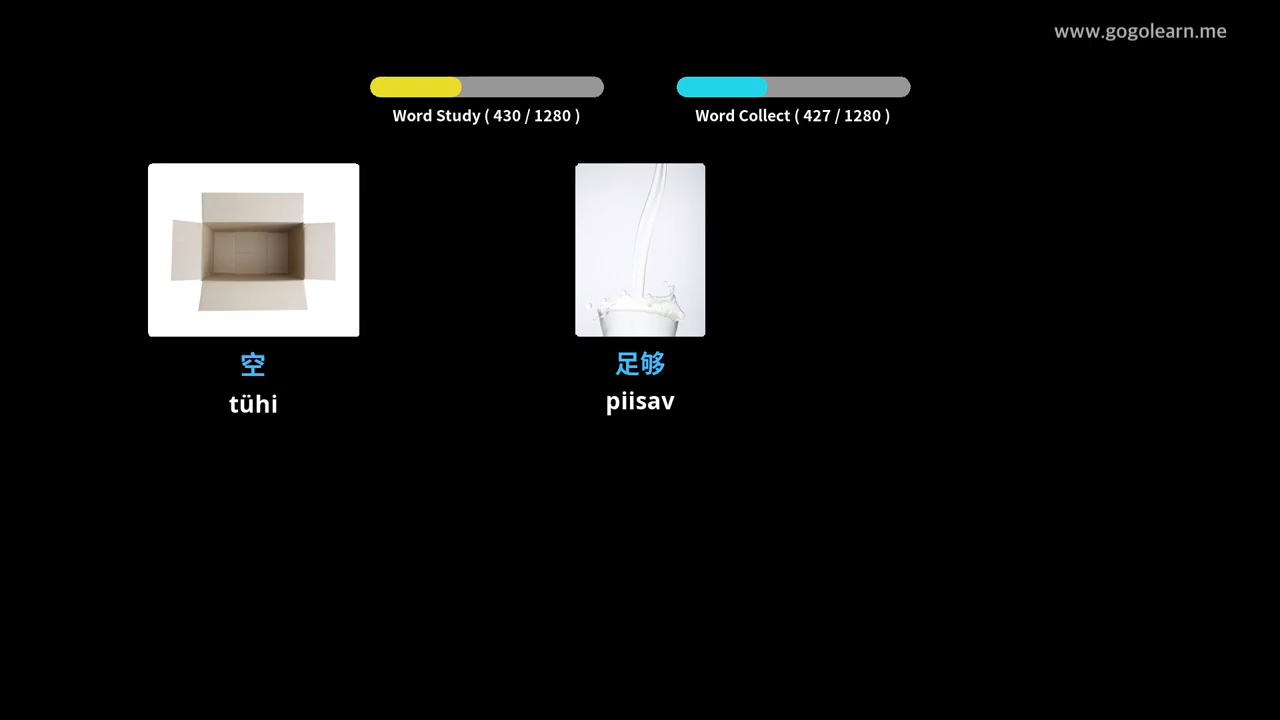 www.gogolearn.me
Word Study ( 430 / 1280 )
Word Collect ( 427 / 1280 )
空
tühi
足够
piisav